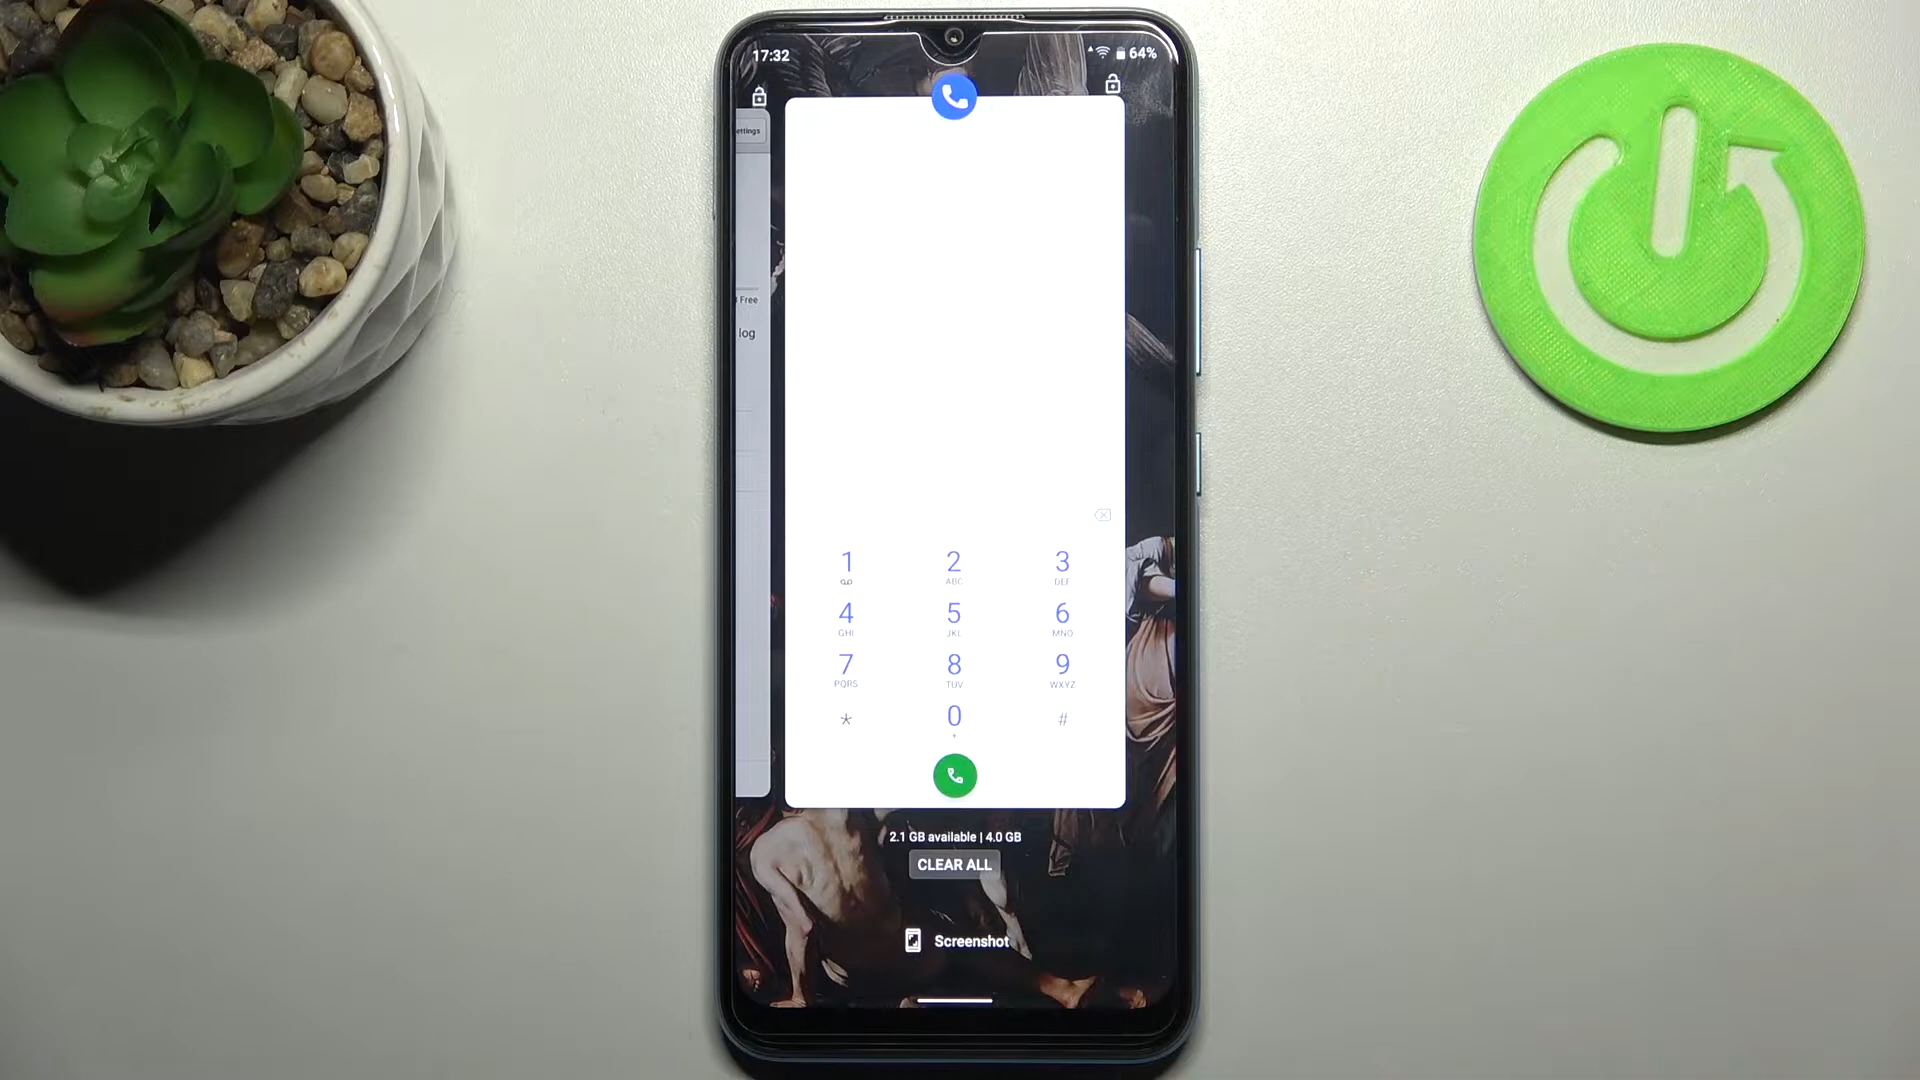 17:32
64%
ettings
Free
log
1 2 3
ABC DEF
4 5 6
GHI JKL MNO
7 8 9
PQRS TUV WXYZ
* 0 #
+
2.1 GB available | 4.0 GB
CLEAR ALL
Screenshot